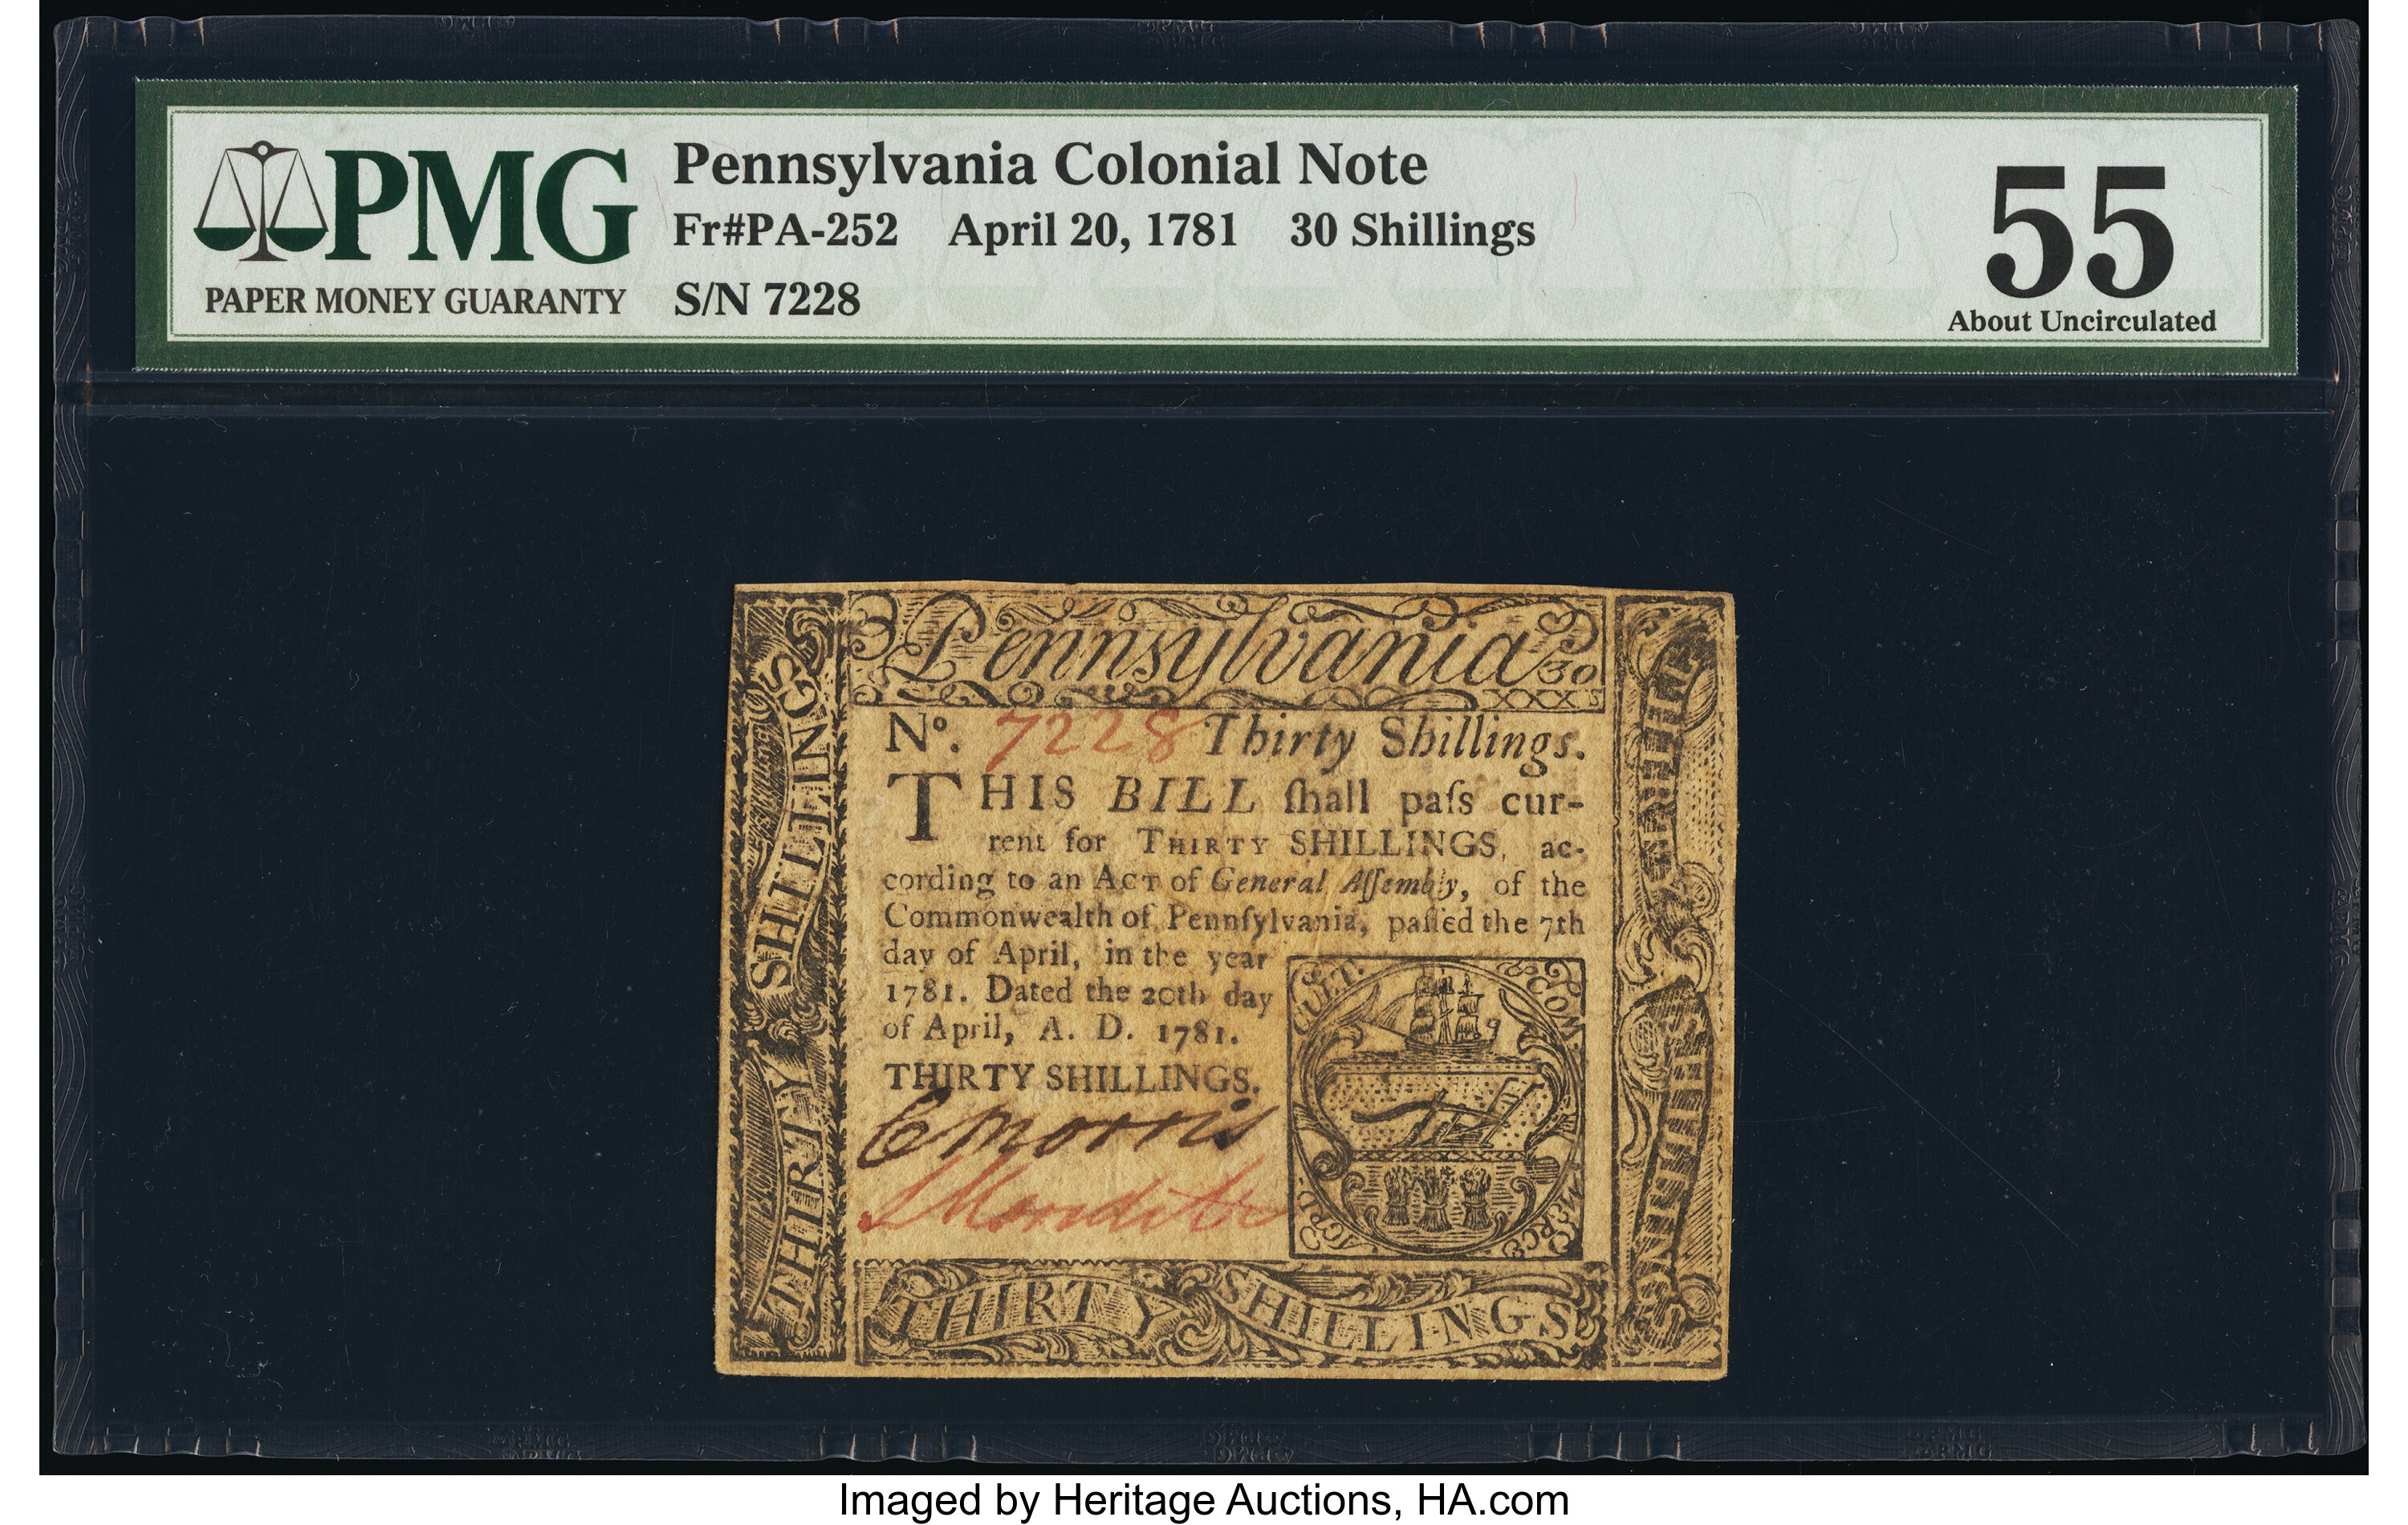 PMG
PAPER MONEY GUARANTY
Pennsylvania Colonial Note
Fr#PA-252 April 20, 1781 30 Shillings
S/N 7228
55
About Uncirculated
Pennsylvania 30
XXX s
No. 7228 Thirty Shillings.
THIS BILL ſhall paſs cur-
rent for THIRTY SHILLINGS, ac-
cording to an ACT of General Aſſembly, of the
Commonwealth of Pennſylvania, paſſed the 7th
day of April, in the year
1781. Dated the 20th day
of April, A. D. 1781.
THIRTY SHILLINGS.
C Morris
S Meredith
THIRTY SHILLINGS
THIRTY SHILLINGS
THIRTY SHILLINGS
Imaged by Heritage Auctions, HA.com